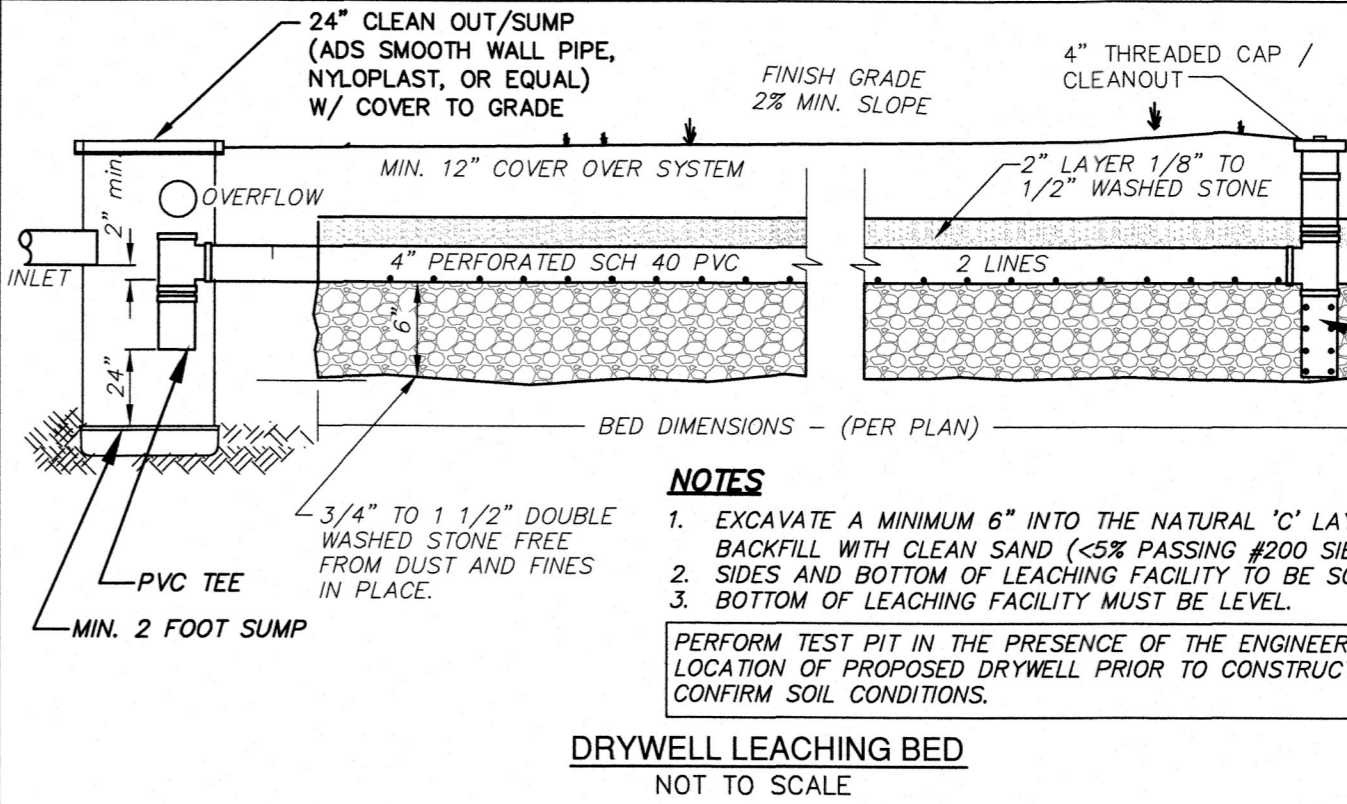 24" CLEAN OUT/SUMP
(ADS SMOOTH WALL PIPE,
NYLOPLAST, OR EQUAL)
W/ COVER TO GRADE
FINISH GRADE
2% MIN. SLOPE
4" THREADED CAP /
CLEANOUT
MIN. 12" COVER OVER SYSTEM
2" LAYER 1/8" TO
1/2" WASHED STONE
2" min.
OVERFLOW
INLET
4" PERFORATED SCH 40 PVC
2 LINES
6"
24"
BED DIMENSIONS - (PER PLAN)
3/4" TO 1 1/2" DOUBLE
WASHED STONE FREE
FROM DUST AND FINES
IN PLACE.
PVC TEE
MIN. 2 FOOT SUMP
NOTES
1. EXCAVATE A MINIMUM 6" INTO THE NATURAL 'C'
BACKFILL WITH CLEAN SAND (<5% PASSING #200
2. SIDES AND BOTTOM OF LEACHING FACILITY TO BE
3. BOTTOM OF LEACHING FACILITY MUST BE LEVEL.
PERFORM TEST PIT IN THE PRESENCE OF THE ENGINEER
LOCATION OF PROPOSED DRYWELL PRIOR TO
CONFIRM SOIL CONDITIONS.
DRYWELL LEACHING BED
NOT TO SCALE